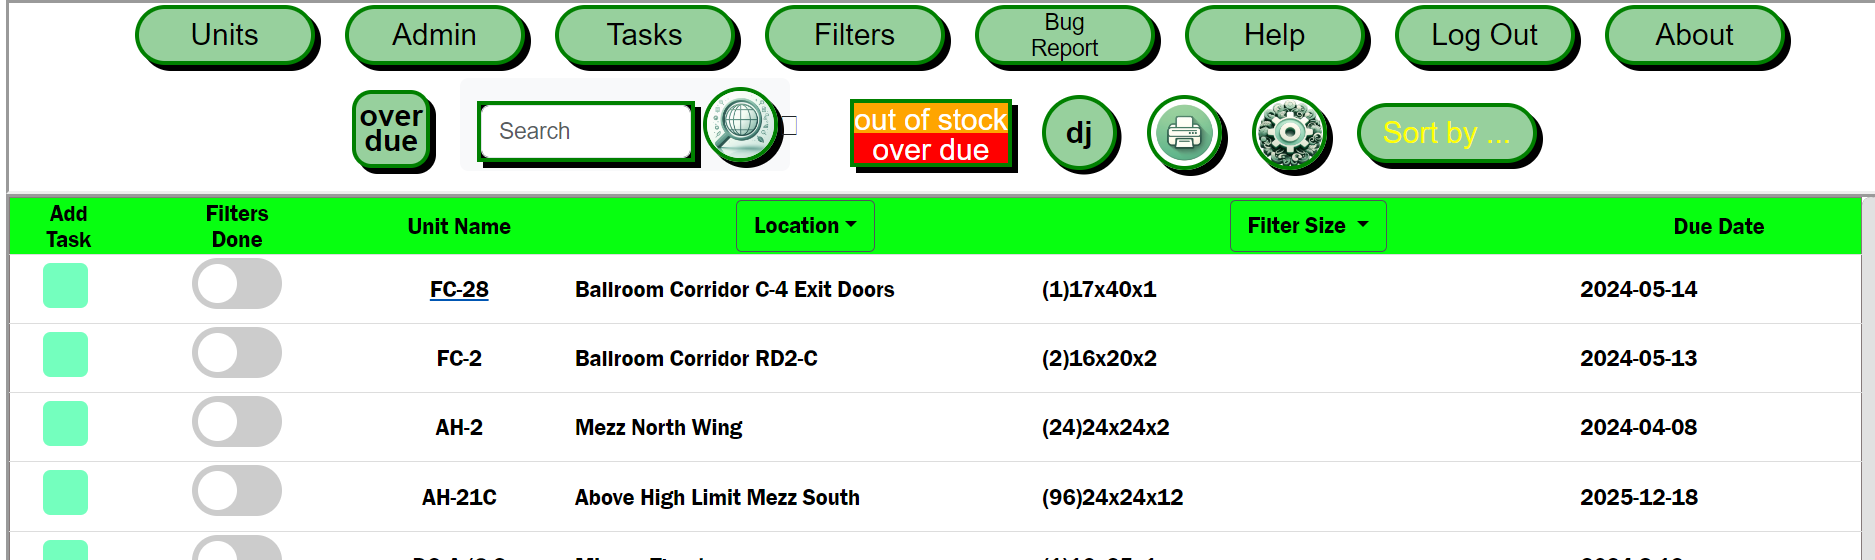 Units
Admin
Tasks
Filters
Bug
Report
Help
Log Out
About
over
due
Search
out of stock
over due
dj
Sort by ...
Add
Task
Filters
Done
Unit Name
Location
Filter Size
Due Date
FC-28 Ballroom Corridor C-4 Exit Doors (1)17x40x1 2024-05-14
FC-2 Ballroom Corridor RD2-C (2)16x20x2 2024-05-13
AH-2 Mezz North Wing (24)24x24x2 2024-04-08
AH-21C Above High Limit Mezz South (96)24x24x12 2025-12-18